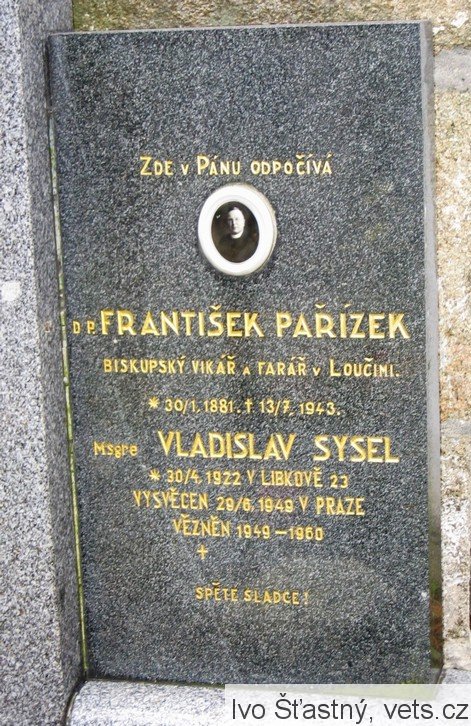 Zde v Pánu odpočívá
D.P. FRANTIŠEK PAŘÍZEK
BISKUPSKÝ VIKÁŘ A FARÁŘ V LOUČIMI.
* 30/1. 1881. † 13/7. 1943.
Msgre VLADISLAV SYSEL
* 30/4. 1922 V LIBKOVĚ 23
VYSVĚCEN 29/6. 1949 V PRAZE
VĚZNĚN 1949 – 1960
†
SPĚTE SLADCE!
Ivo Šťastný, vets.cz